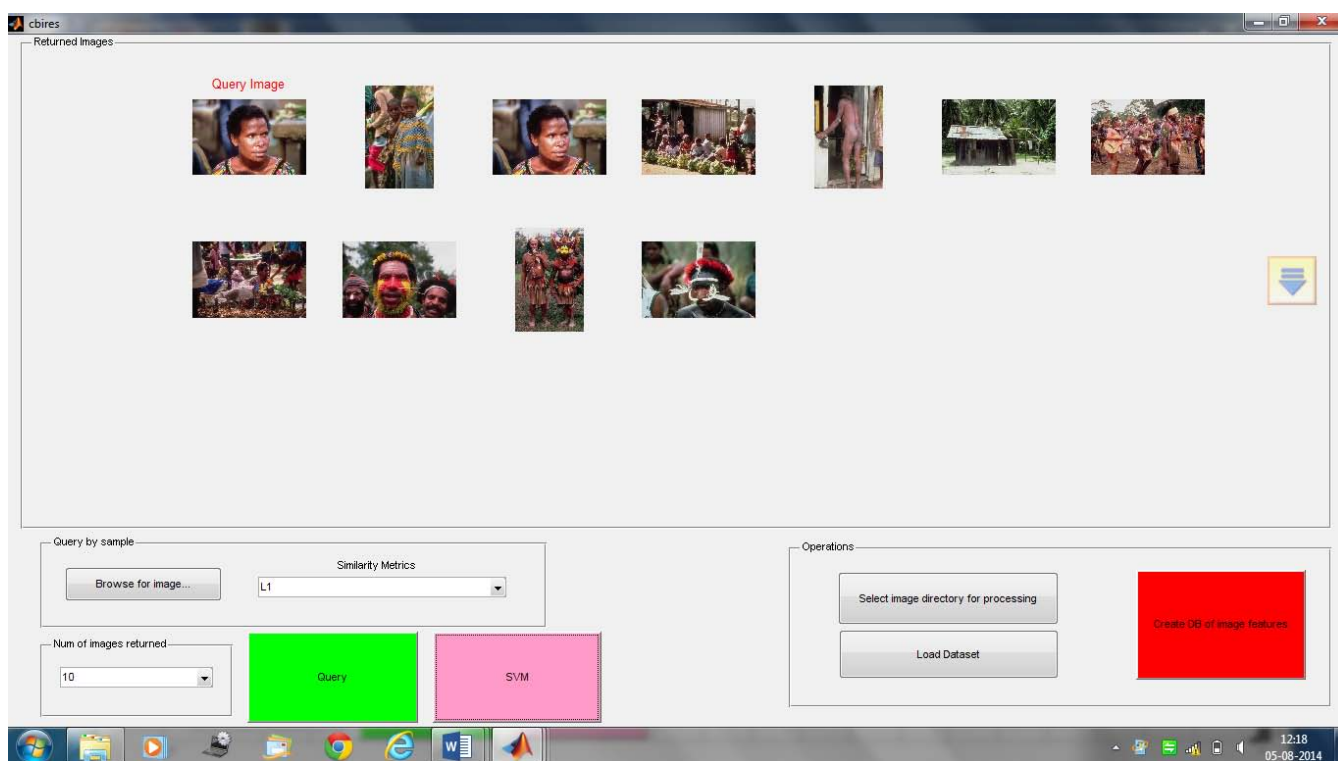 cbires
Returned Images
Query Image
Query by sample
Browse for image...
Similarity Metrics
L1
Num of images returned
10
Query
SVM
Operations
Select image directory for processing
Load Dataset
Create DB of image features
12:18
05-08-2014